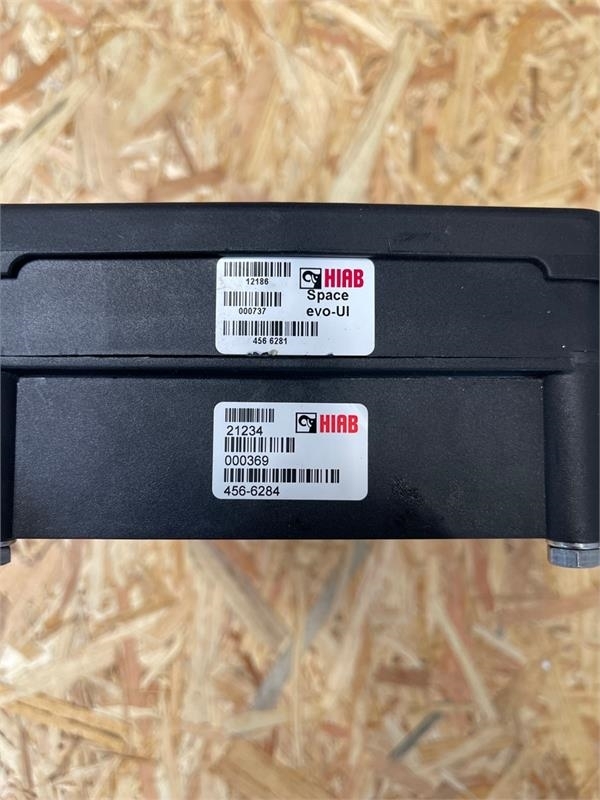 12186
HIAB
000737
Space
evo-UI
456 6281
21234
HIAB
000369
456-6284